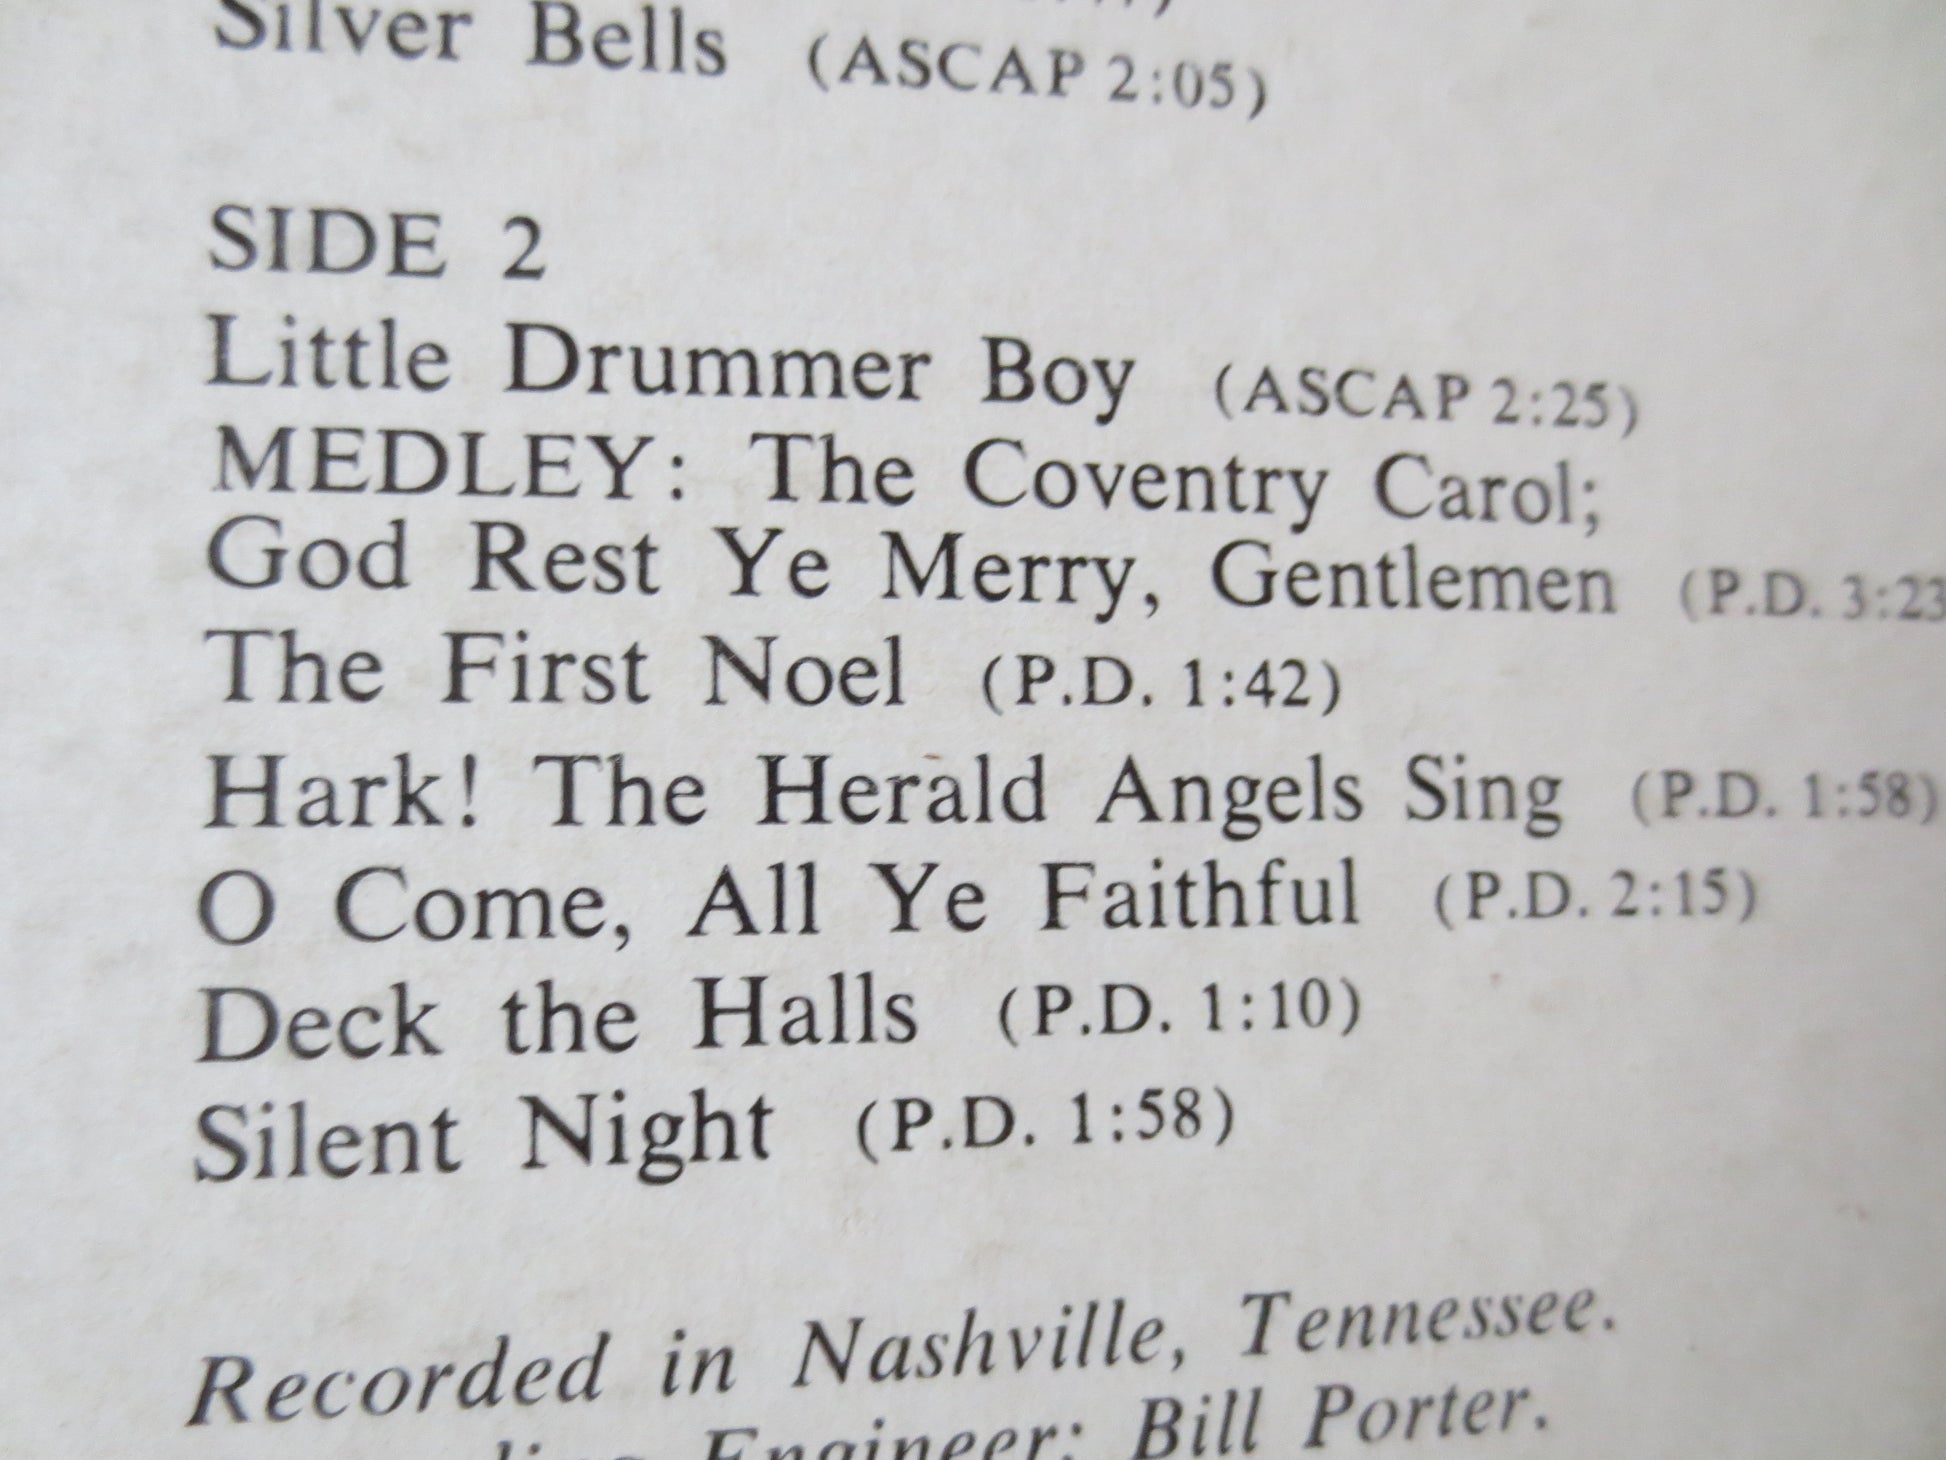 Silver Bells (ASCAP 2:05)
SIDE 2
Little Drummer Boy (ASCAP 2:25)
MEDLEY: The Coventry Carol;
God Rest Ye Merry, Gentlemen (P.D. 3:23
The First Noel (P.D. 1:42)
Hark! The Herald Angels Sing (P.D. 1:58)
O Come, All Ye Faithful (P.D. 2:15)
Deck the Halls (P.D. 1:10)
Silent Night (P.D. 1:58)
Recorded in Nashville, Tennessee.
Engineer: Bill Porter.